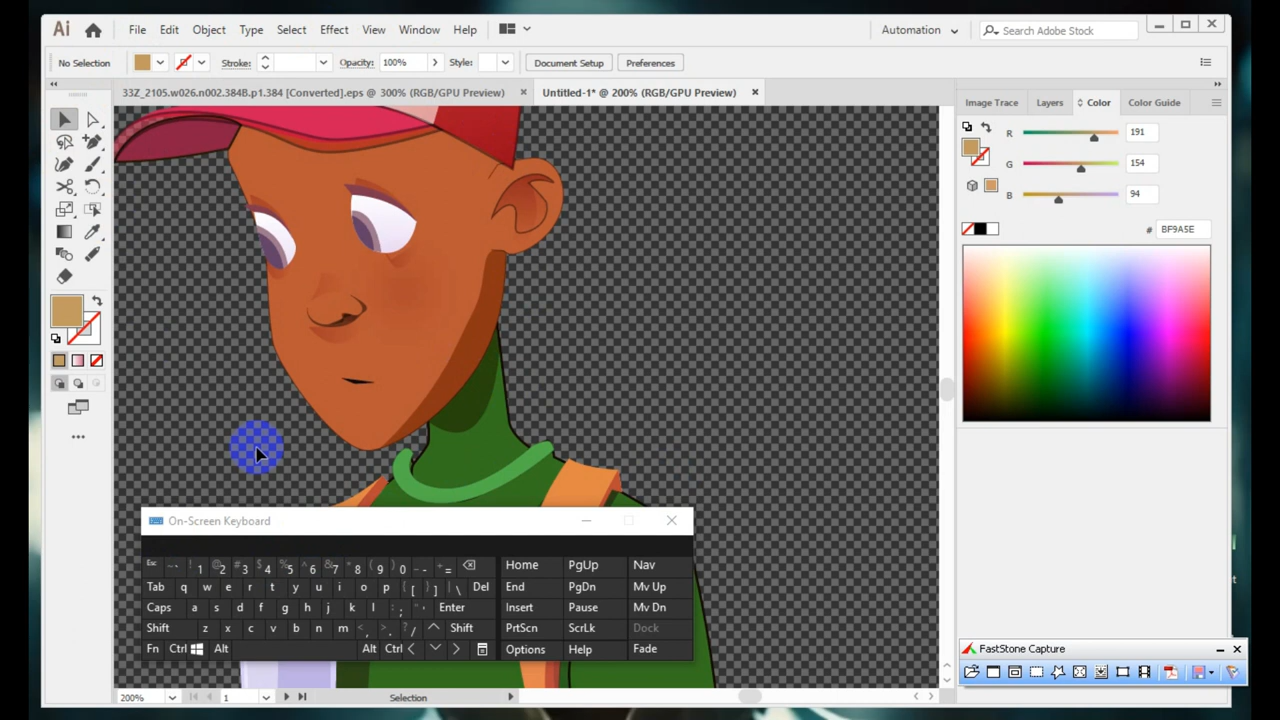 Ai File Edit Object Type Select Effect View Window Help Automation Search Adobe Stock
No Selection Stroke: Opacity: 100% Style: Document Setup Preferences
33Z_2105.w026.n002.384B.p1.384 [Converted].eps @ 300% (RGB/GPU Preview) Untitled-1* @ 200% (RGB/GPU Preview)
Image Trace Layers Color Color Guide
R 191
G 154
B 94
# BF9A5E
On-Screen Keyboard
Esc ~` !1 @2 #3 $4 %5 ^6 &7 *8 (9 )0 _- += Home PgUp Nav
Tab q w e r t y u i o p {[ }] |\ Del End PgDn Mv Up
Caps a s d f g h j k l :; "' Enter Insert Pause Mv Dn
Shift z x c v b n m <, >. ?/ Shift PrtScn ScrLk Dock
Fn Ctrl Alt Alt Ctrl Options Help Fade
FastStone Capture
200% 1 Selection